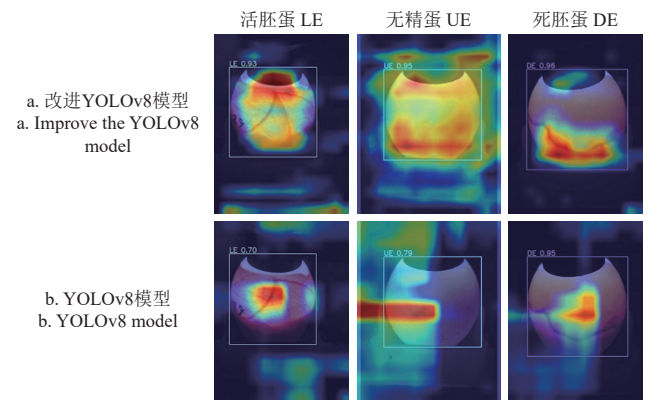 活胚蛋 LE
无精蛋 UE
死胚蛋 DE
a. 改进YOLOv8模型
a. Improve the YOLOv8
model
LE 0.93
UE 0.95
DE 0.96
b. YOLOv8模型
b. YOLOv8 model
LE 0.70
UE 0.79
DE 0.95